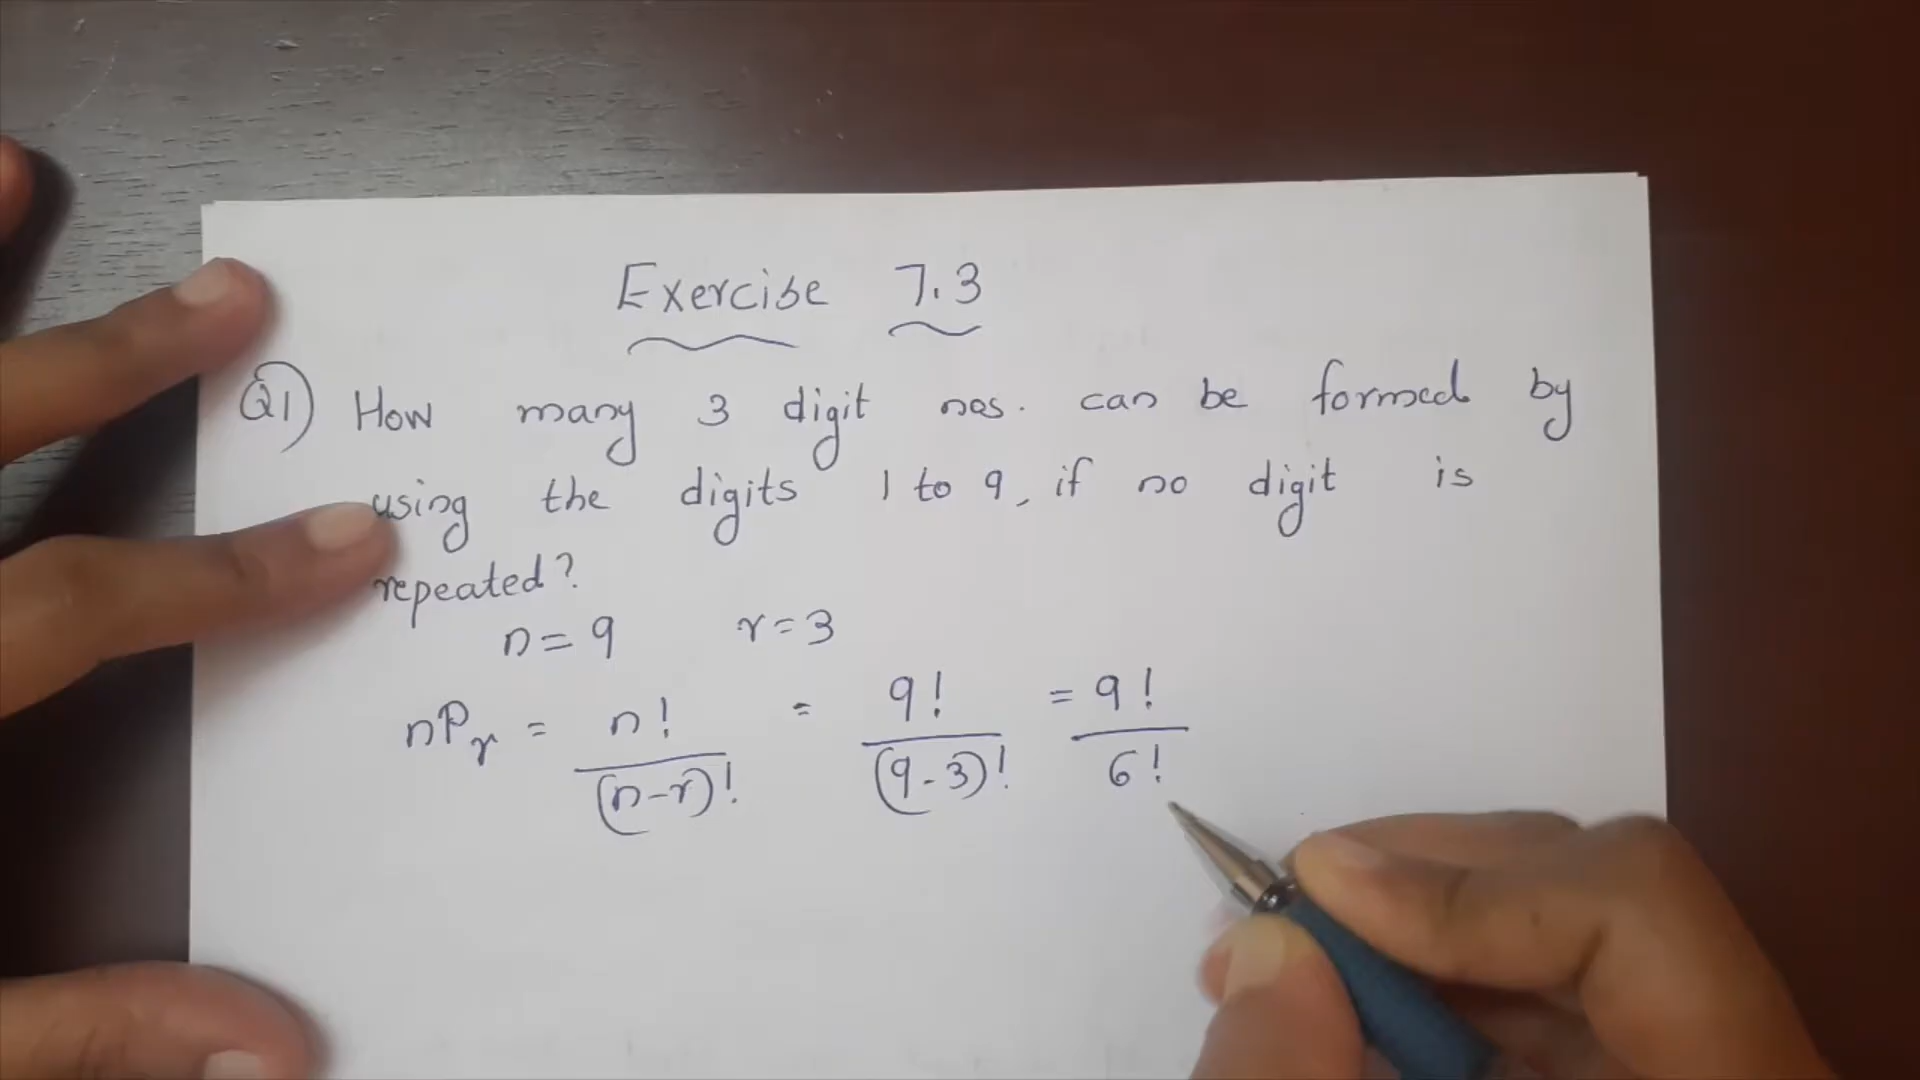 Exercise 7.3
Q1) How many 3 digit nos. can be formed by
using the digits 1 to 9, if no digit is
repeated?
n = 9 r = 3
nPr = n! / (n-r)! = 9! / (9-3)! = 9! / 6!